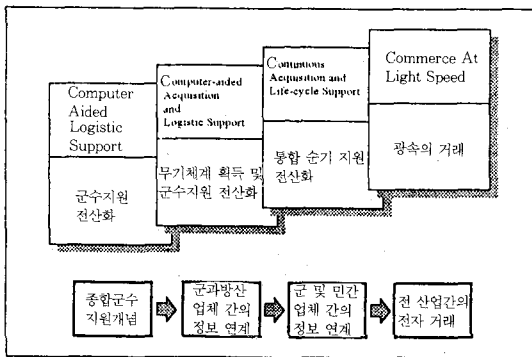 Computer
Aided
Logistic
Support
군수지원
전산화
Computer-aided
Acquisition
and
Logistic Support
무기체계 획득 및
군수지원 전산화
Continuous
Acquisition and
Life-cycle Support
통합 순기 지원
전산화
Commerce At
Light Speed
광속의 거래
종합군수
지원개념
군과방산
업체 간의
정보 연계
군 및 민간
업체 간의
정보 연계
전 산업간의
전자 거래